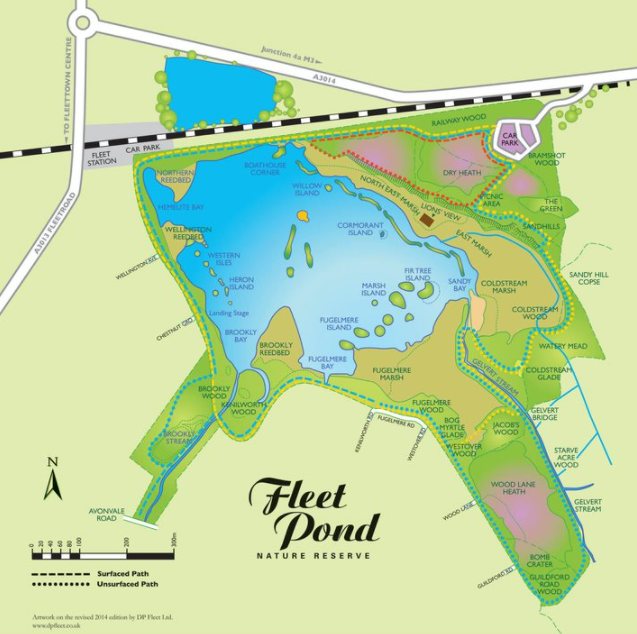 Junction 4a M3
A3014
TO FLEET TOWN CENTRE
A3013 FLEET ROAD
FLEET
STATION
CAR PARK
RAILWAY WOOD
CAR
PARK
BRAMSHOT
WOOD
BOATHOUSE
CORNER
NORTHERN
REEDBED
DRY HEATH
WILLOW
ISLAND
NORTH EAST MARSH
PICNIC
AREA
THE
GREEN
HEMELITE BAY
LIONS VIEW
SANDHILLS
CORMORANT
ISLAND
WELLINGTON
REEDBED
EAST MARSH
WESTERN
ISLES
WELLINGTON
HERON
ISLAND
FIR TREE
ISLAND
SANDY
BAY
MARSH
ISLAND
COLDSTREAM
MARSH
SANDY HILL
COPSE
Landing Stage
COLDSTREAM
WOOD
CHESTNUT
FUGELMERE
ISLAND
BROOKLY
BAY
BROOKLY
REEDBED
WATERY MEAD
FUGELMERE
BAY
GELVERT STREAM
COLDSTREAM
GLADE
FUGELMERE
MARSH
BROOKLY
WOOD
KENILWORTH
WOOD
FUGELMERE
WOOD
GELVERT
BRIDGE
KENILWORTH RD
FUGELMERE RD
WESTOVER RD
BOG
MYRTLE
GLADE
JACOB'S
WOOD
BROOKLY
STREAM
WESTOVER
WOOD
STARVE
ACRE
WOOD
N
WOOD LANE
HEATH
GELVERT
STREAM
AVONVALE
ROAD
Fleet
Pond
NATURE RESERVE
WOOD LANE
0 20 40 60 80 100 200 300m
BOMB
CRATER
GUILDFORD RD
GUILDFORD
ROAD
WOOD
Surfaced Path
Unsurfaced Path
Artwork on the revised 2014 edition by DP Fleet Ltd.
www.dpfleet.co.uk